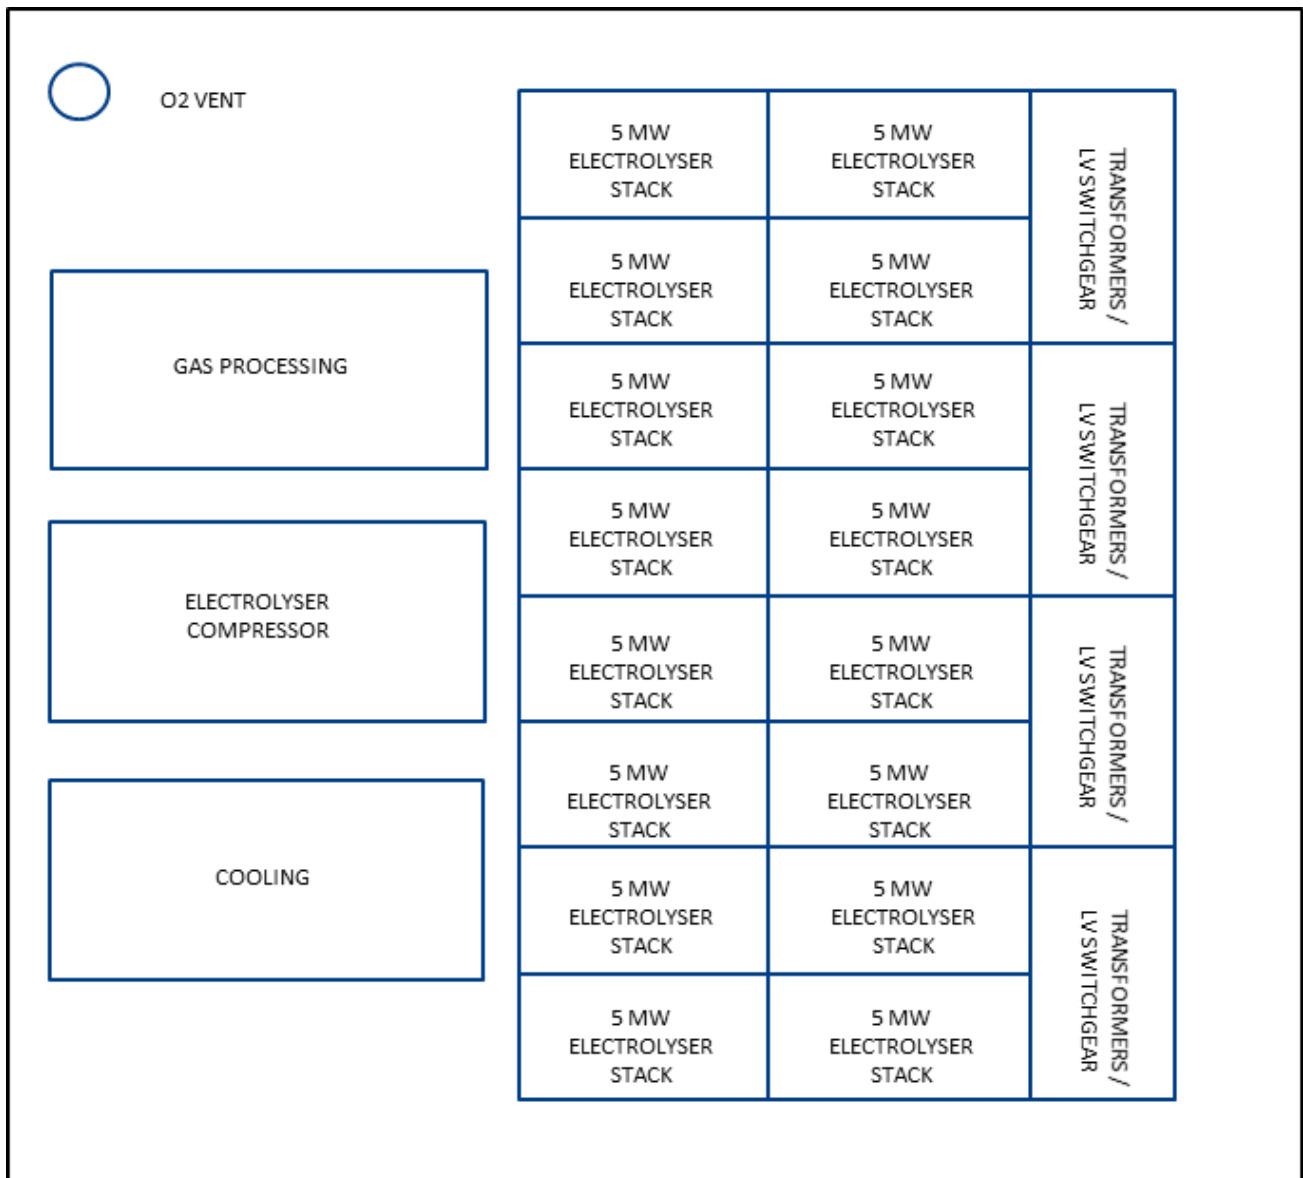 O2 VENT
GAS PROCESSING
ELECTROLYSER
COMPRESSOR
COOLING
5 MW
ELECTROLYSER
STACK
5 MW
ELECTROLYSER
STACK
5 MW
ELECTROLYSER
STACK
5 MW
ELECTROLYSER
STACK
TRANSFORMERS /
LV SWITCHGEAR
5 MW
ELECTROLYSER
STACK
5 MW
ELECTROLYSER
STACK
5 MW
ELECTROLYSER
STACK
5 MW
ELECTROLYSER
STACK
TRANSFORMERS /
LV SWITCHGEAR
5 MW
ELECTROLYSER
STACK
5 MW
ELECTROLYSER
STACK
5 MW
ELECTROLYSER
STACK
5 MW
ELECTROLYSER
STACK
TRANSFORMERS /
LV SWITCHGEAR
5 MW
ELECTROLYSER
STACK
5 MW
ELECTROLYSER
STACK
5 MW
ELECTROLYSER
STACK
5 MW
ELECTROLYSER
STACK
TRANSFORMERS /
LV SWITCHGEAR